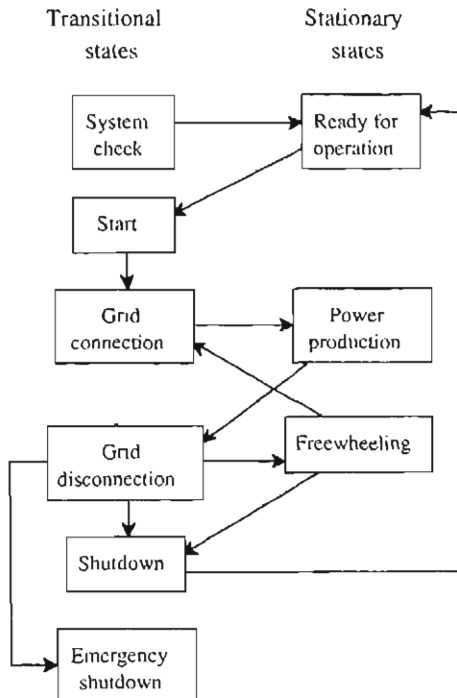 Transitional
states
Stationary
states
System
check
Ready for
operation
Start
Grid
connection
Power
production
Grid
disconnection
Freewheeling
Shutdown
Emergency
shutdown